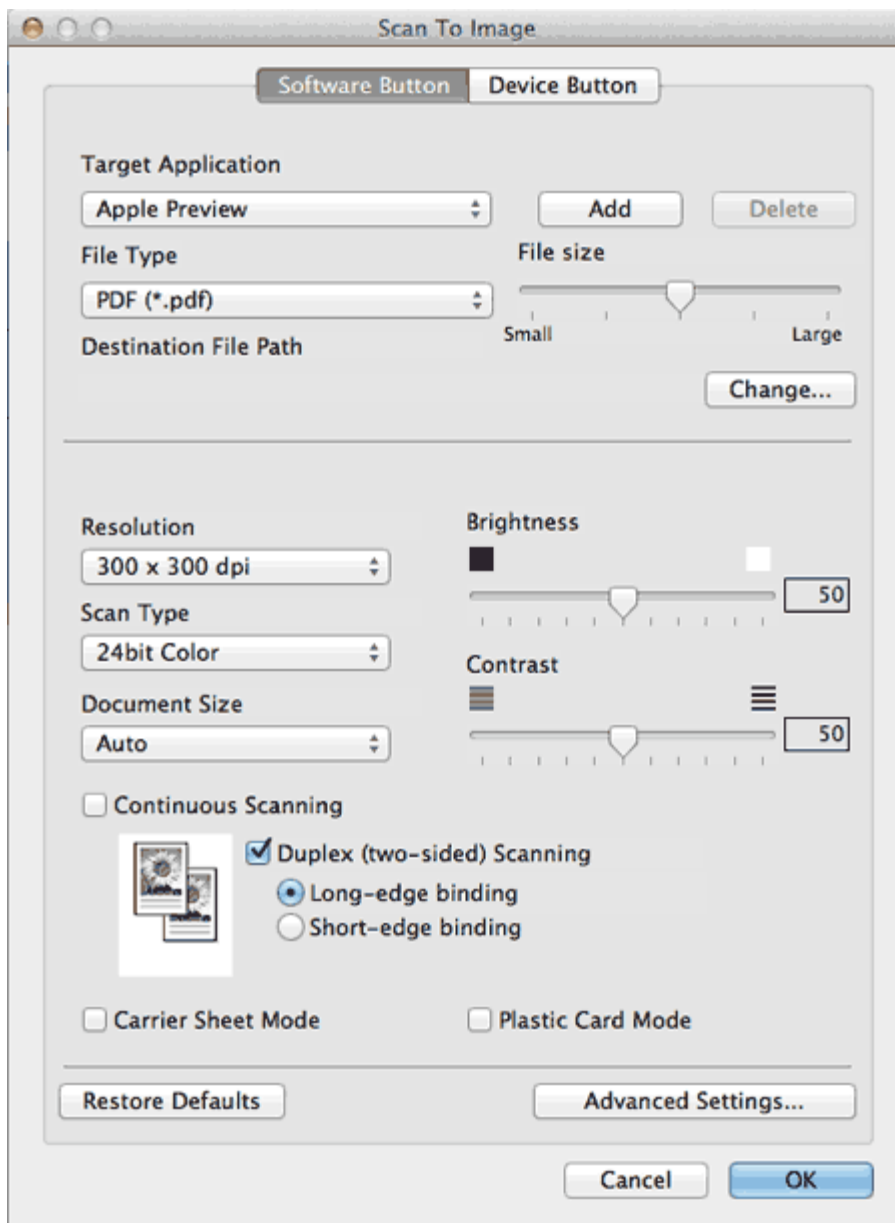 Scan To Image
Software Button Device Button
Target Application
Apple Preview Add Delete
File Type File size
PDF (*.pdf)
Small Large
Destination File Path
Change...
Resolution Brightness
300 x 300 dpi
50
Scan Type
24bit Color
Contrast
Document Size
Auto 50
Continuous Scanning
Duplex (two-sided) Scanning
Long-edge binding
Short-edge binding
Carrier Sheet Mode Plastic Card Mode
Restore Defaults Advanced Settings...
Cancel OK